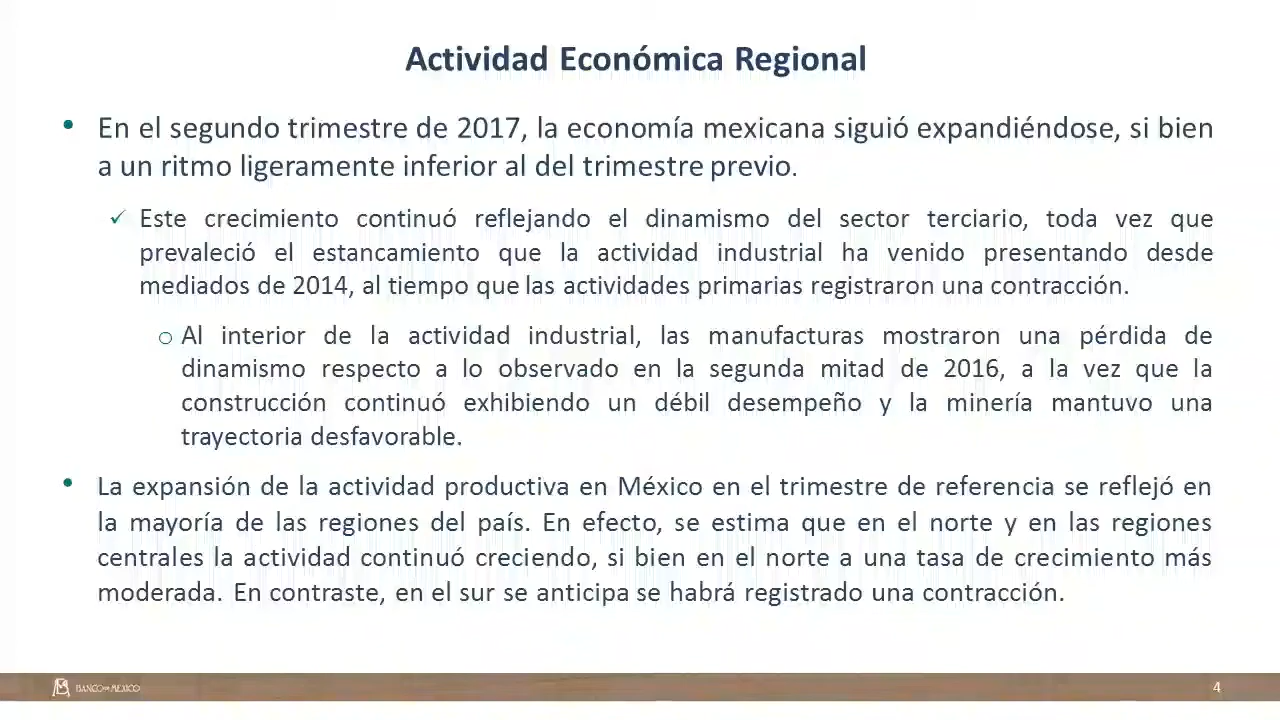 Actividad Económica Regional
• En el segundo trimestre de 2017, la economía mexicana siguió expandiéndose, si bien
a un ritmo ligeramente inferior al del trimestre previo.
✓ Este crecimiento continuó reflejando el dinamismo del sector terciario, toda vez que
prevaleció el estancamiento que la actividad industrial ha venido presentando desde
mediados de 2014, al tiempo que las actividades primarias registraron una contracción.
o Al interior de la actividad industrial, las manufacturas mostraron una pérdida de
dinamismo respecto a lo observado en la segunda mitad de 2016, a la vez que la
construcción continuó exhibiendo un débil desempeño y la minería mantuvo una
trayectoria desfavorable.
• La expansión de la actividad productiva en México en el trimestre de referencia se reflejó en
la mayoría de las regiones del país. En efecto, se estima que en el norte y en las regiones
centrales la actividad continuó creciendo, si bien en el norte a una tasa de crecimiento más
moderada. En contraste, en el sur se anticipa se habrá registrado una contracción.
BANCO DE MÉXICO
4